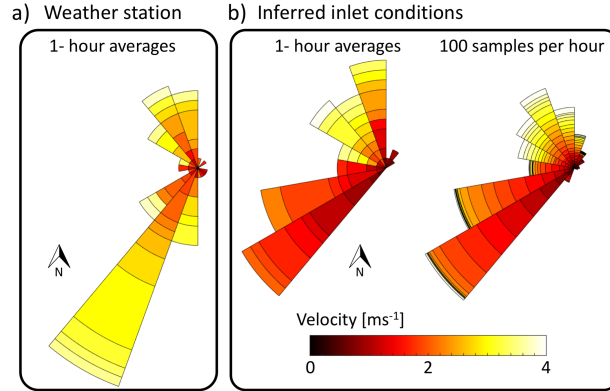 a) Weather station
1- hour averages
N
b) Inferred inlet conditions
1- hour averages
100 samples per hour
N
Velocity [ms⁻¹]
0 2 4